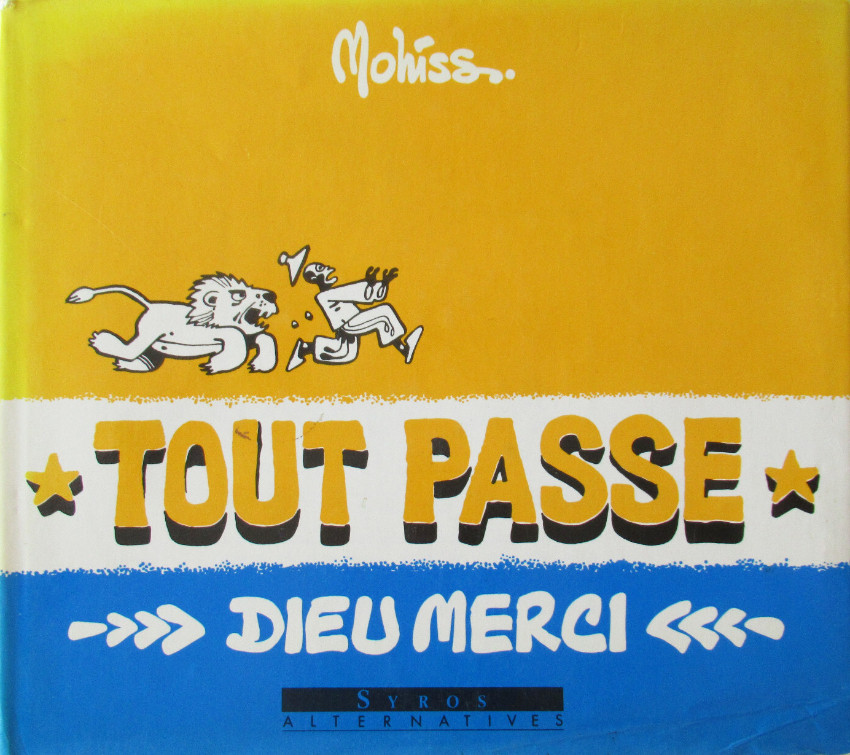 Mohiss.
TOUT PASSE
DIEU MERCI
SYROS
ALTERNATIVES